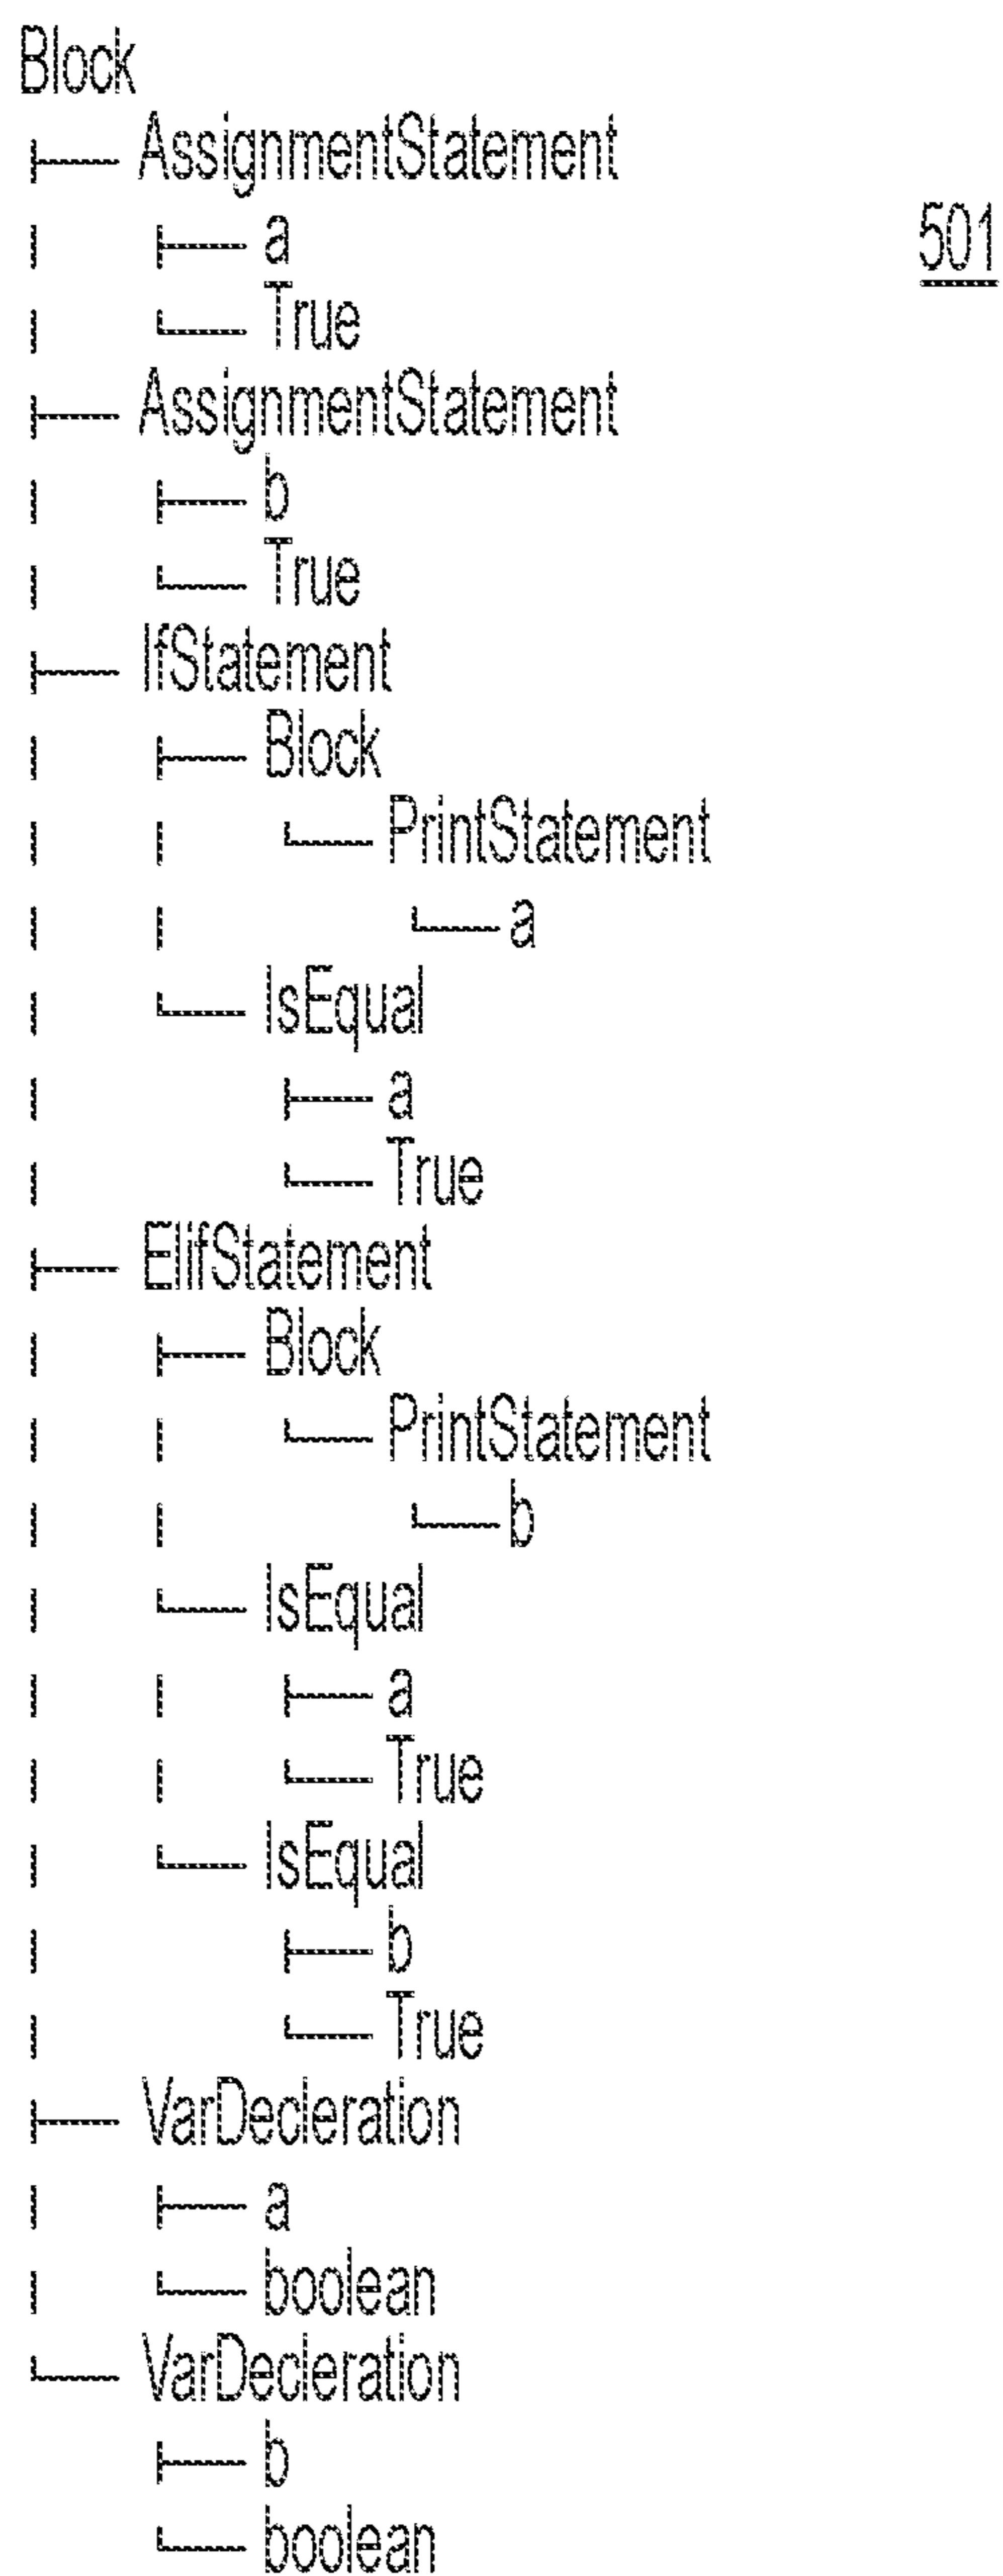 Block
AssignmentStatement
501
a
True
AssignmentStatement
b
True
IfStatement
Block
PrintStatement
a
IsEqual
a
True
ElifStatement
Block
PrintStatement
b
IsEqual
a
True
IsEqual
b
True
VarDecleration
a
boolean
VarDecleration
b
boolean